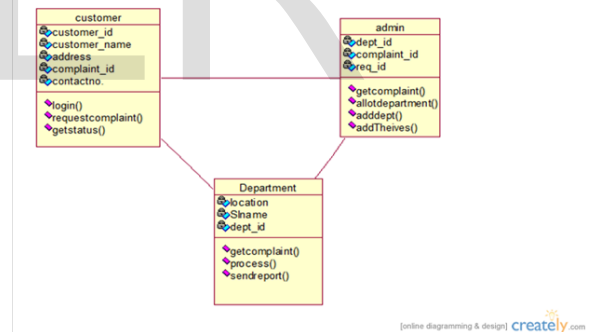 customer
customer_id
customer_name
address
complaint_id
contactno.
login()
requestcomplaint()
getstatus()
admin
dept_id
complaint_id
req_id
getcomplaint()
allotdepartment()
adddept()
addTheives()
Department
location
SIname
dept_id
getcomplaint()
process()
sendreport()
[online diagramming & design] creately.com